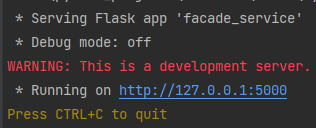 * Serving Flask app 'facade_service'
* Debug mode: off
WARNING: This is a development server.
* Running on http://127.0.0.1:5000
Press CTRL+C to quit